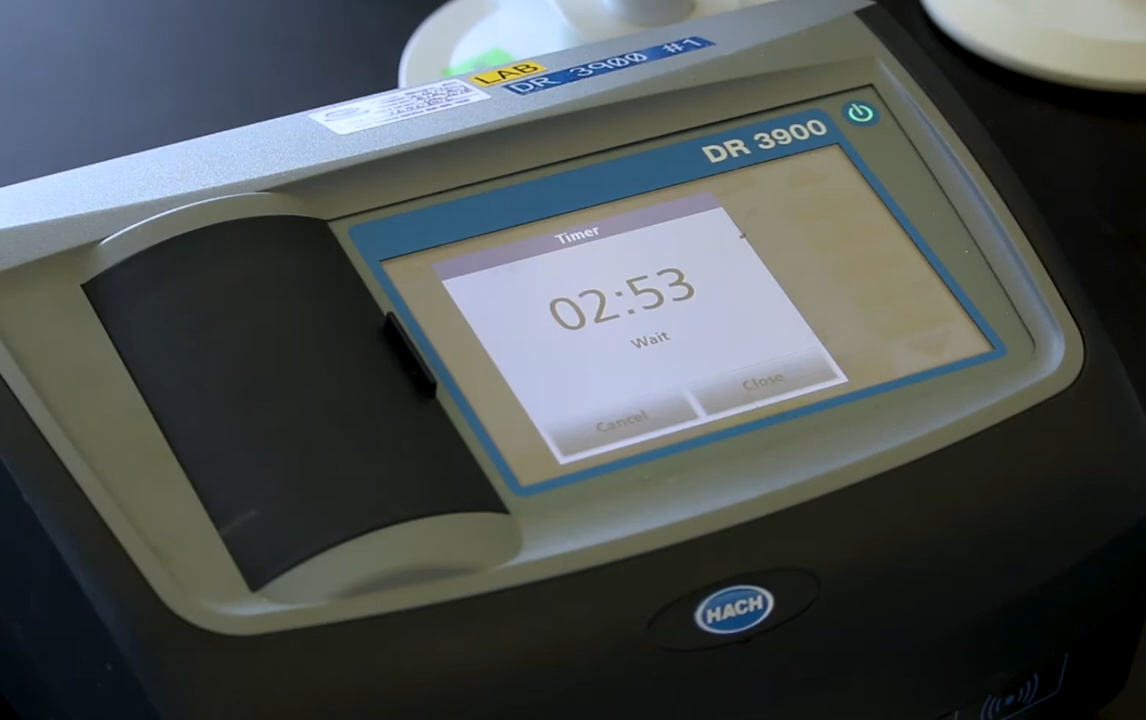 LAB
DR 3900 #1
DR 3900
Timer
02:53
Wait
Cancel
Close
HACH